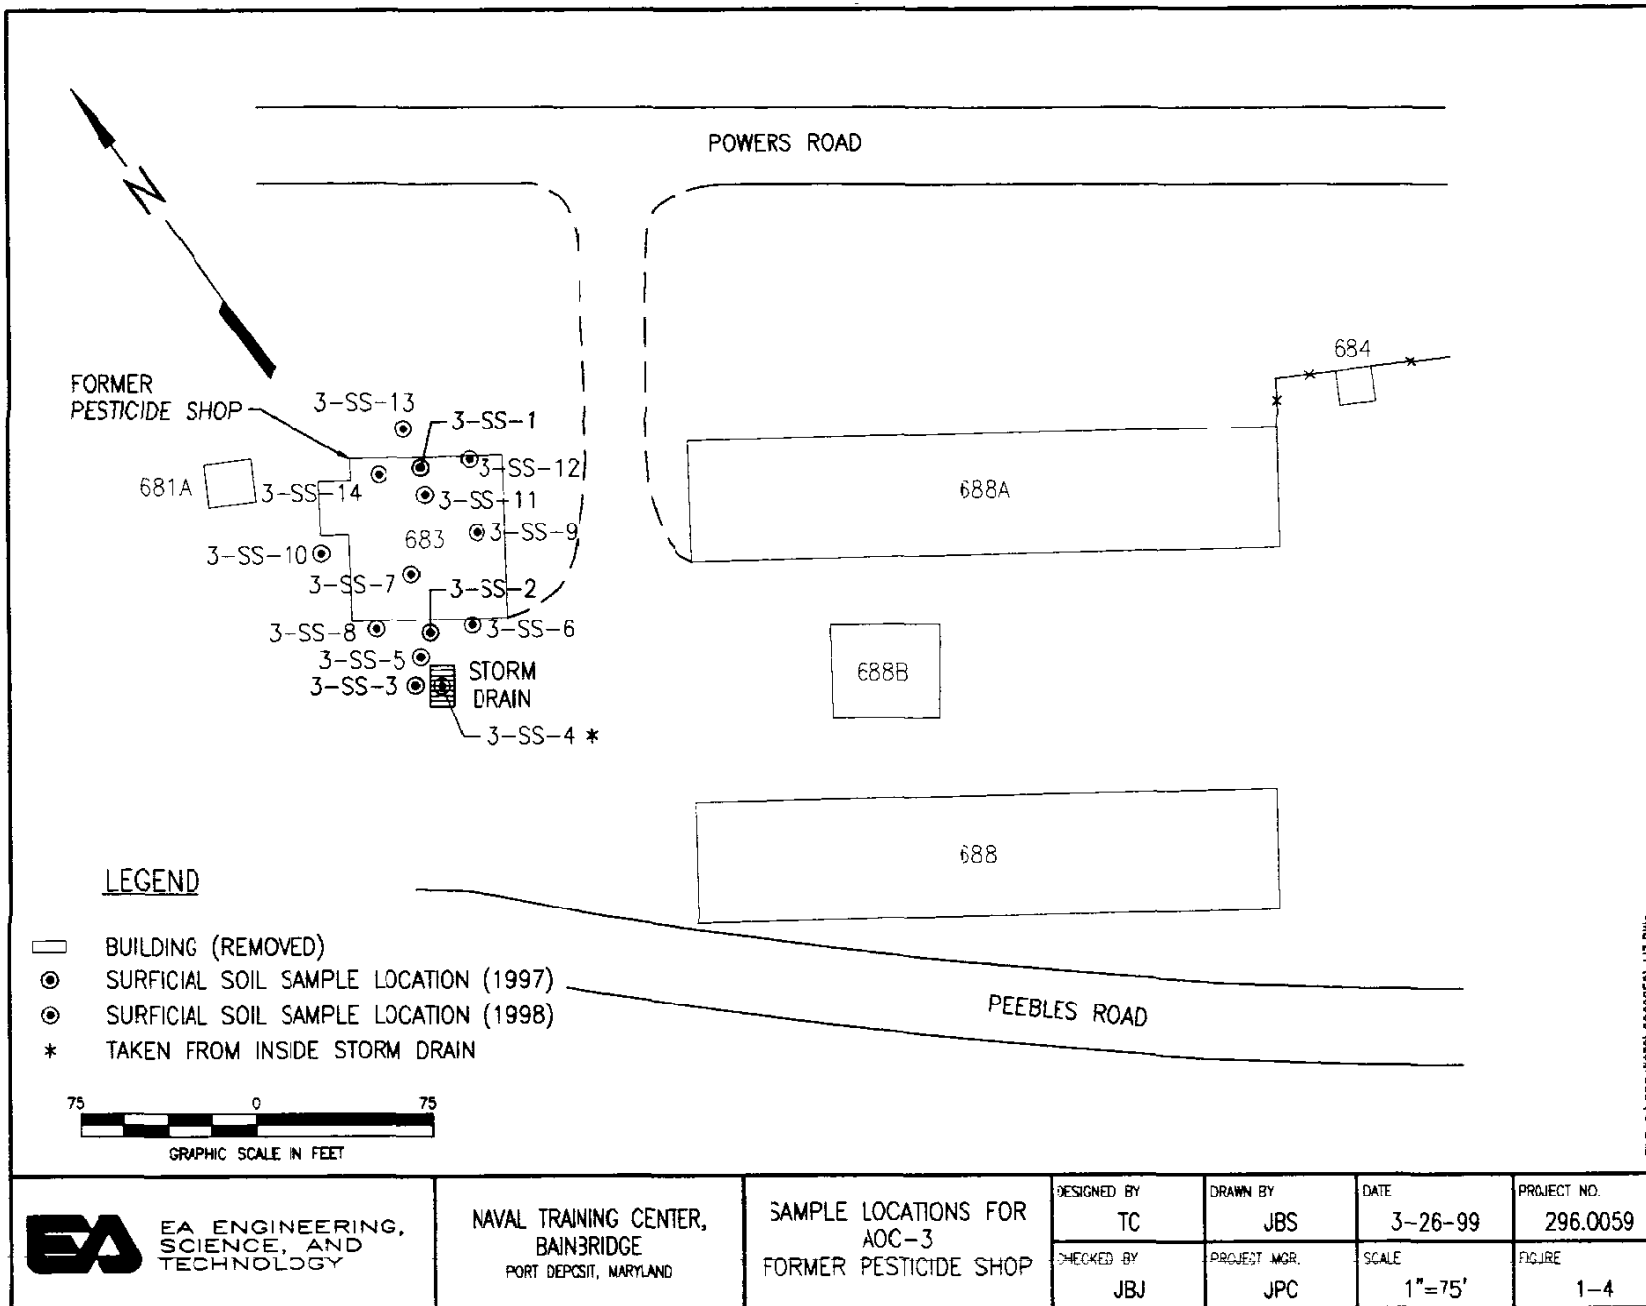 POWERS ROAD
N
684
FORMER
PESTICIDE SHOP
3-SS-13
3-SS-1
3-SS-12
681A
3-SS-14
3-SS-11
688A
683
3-SS-9
3-SS-10
3-SS-7
3-SS-2
3-SS-8
3-SS-6
3-SS-5
STORM
DRAIN
3-SS-3
688B
3-SS-4 *
688
LEGEND
BUILDING (REMOVED)
SURFICIAL SOIL SAMPLE LOCATION (1997)
SURFICIAL SOIL SAMPLE LOCATION (1998)
* TAKEN FROM INSIDE STORM DRAIN
PEEBLES ROAD
75 0 75
GRAPHIC SCALE IN FEET
EA
EA ENGINEERING,
SCIENCE, AND
TECHNOLOGY
NAVAL TRAINING CENTER,
BAINBRIDGE
PORT DEPOSIT, MARYLAND
SAMPLE LOCATIONS FOR
AOC-3
FORMER PESTICIDE SHOP
DESIGNED BY
TC
DRAWN BY
JBS
DATE
3-26-99
PROJECT NO.
296.0059
CHECKED BY
JBJ
PROJECT MGR.
JPC
SCALE
1"=75'
FIGURE
1-4